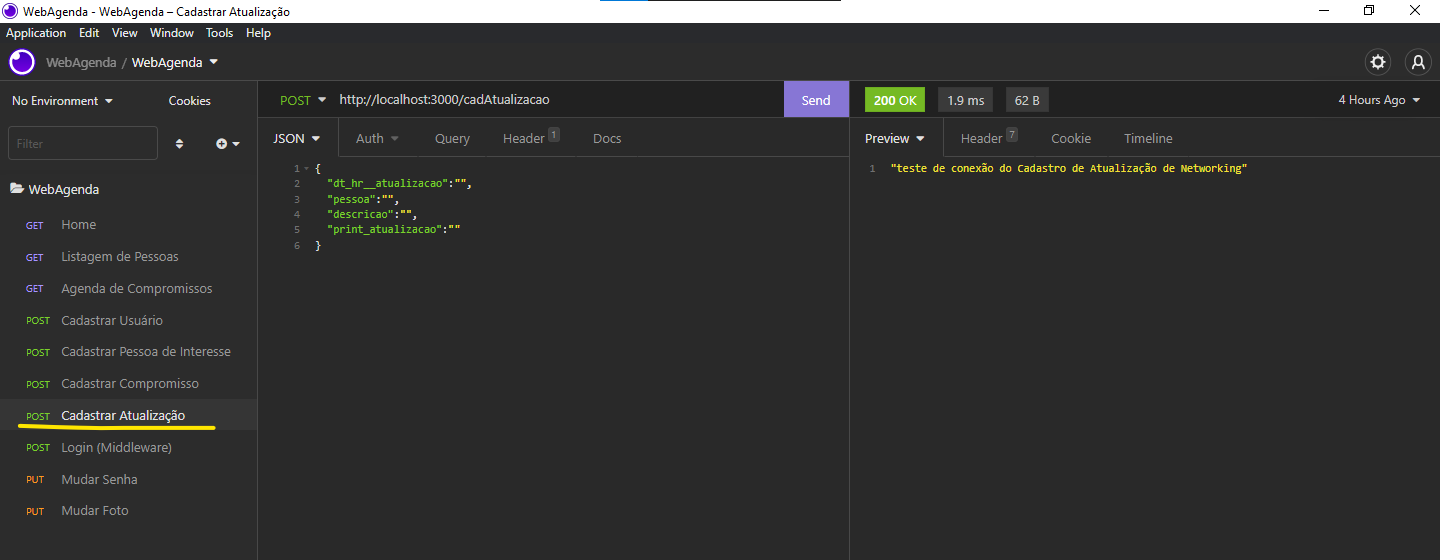 WebAgenda - WebAgenda – Cadastrar Atualização
Application Edit View Window Tools Help
WebAgenda / WebAgenda
No Environment Cookies
Filter
WebAgenda
GET Home
GET Listagem de Pessoas
GET Agenda de Compromissos
POST Cadastrar Usuário
POST Cadastrar Pessoa de Interesse
POST Cadastrar Compromisso
POST Cadastrar Atualização
POST Login (Middleware)
PUT Mudar Senha
PUT Mudar Foto
POST http://localhost:3000/cadAtualizacao Send
JSON Auth Query Header 1 Docs
1 {
2 "dt_hr__atualizacao":"",
3 "pessoa":"",
4 "descricao":"",
5 "print_atualizacao":""
6 }
200 OK 1.9 ms 62 B 4 Hours Ago
Preview Header 7 Cookie Timeline
1 "teste de conexão do Cadastro de Atualização de Networking"